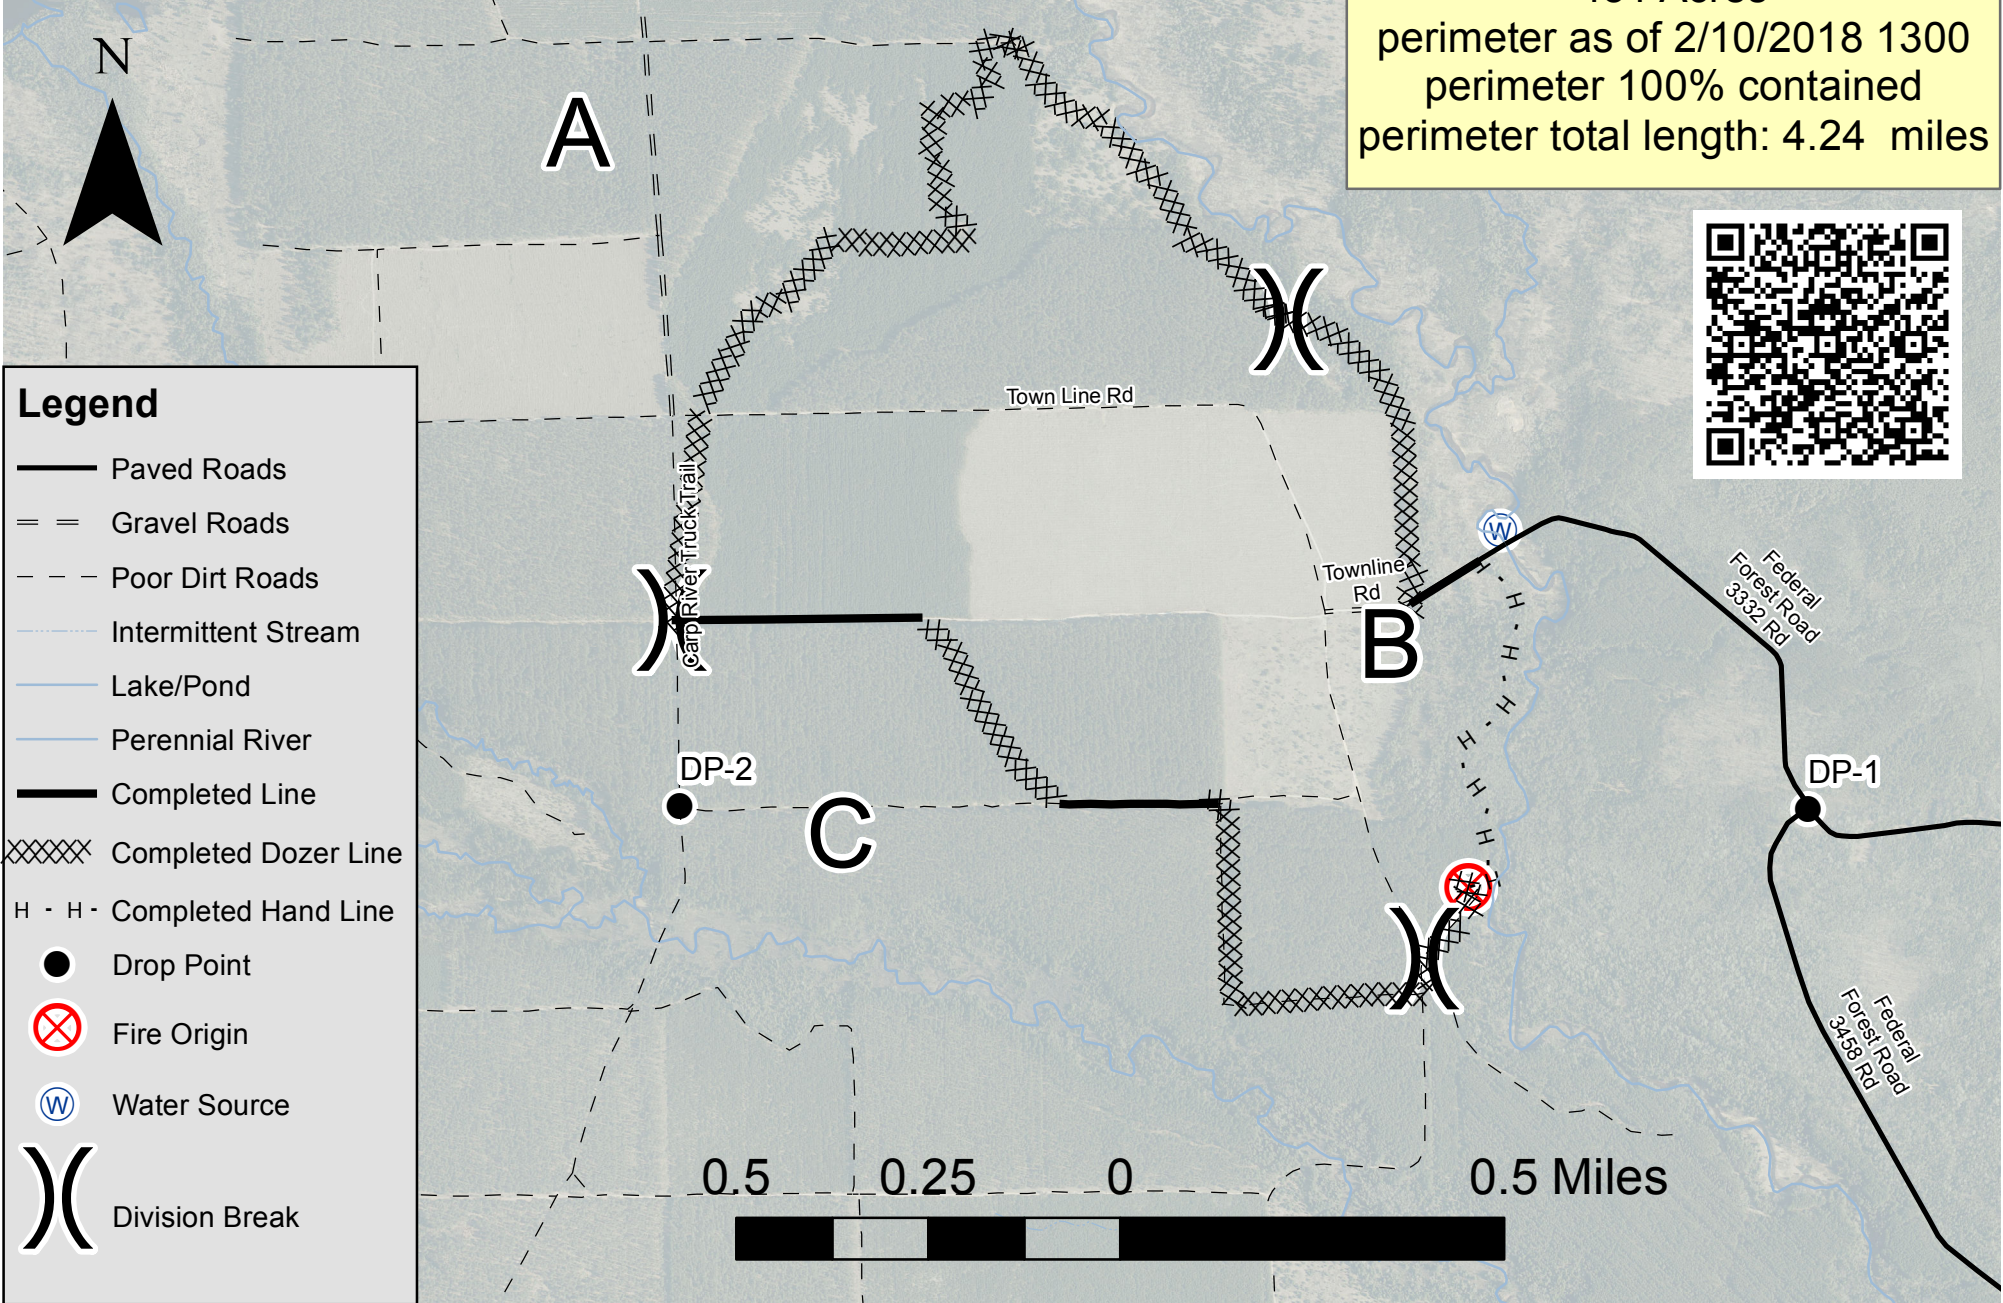 perimeter as of 2/10/2018 1300
perimeter 100% contained
perimeter total length: 4.24 miles
N
A
Town Line Rd
Legend
Paved Roads
Gravel Roads
Poor Dirt Roads
Intermittent Stream
Lake/Pond
Perennial River
Completed Line
Completed Dozer Line
H - H - Completed Hand Line
Drop Point
Fire Origin
W Water Source
Division Break
Carp River Truck Trail
W
Townline
Rd
B
Federal
Forest Road
3332 Rd
H
H
H
H
H
H
H
DP-2
C
DP-1
Federal
Forest Road
3458 Rd
0.5 0.25 0 0.5 Miles